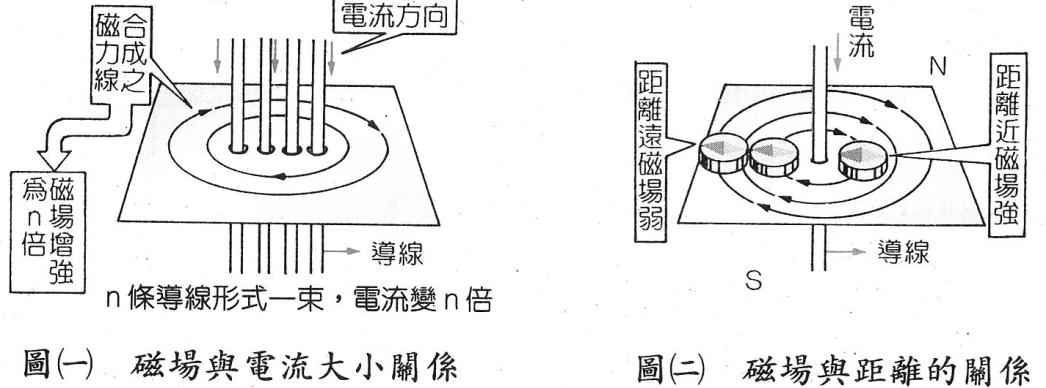 合成之
磁力線
電流方向
磁場增強
為n倍
導線
n條導線形式一束，電流變n倍
圖㈠ 磁場與電流大小關係
電流
N
距離遠磁場弱
距離近磁場強
導線
S
圖㈡ 磁場與距離的關係